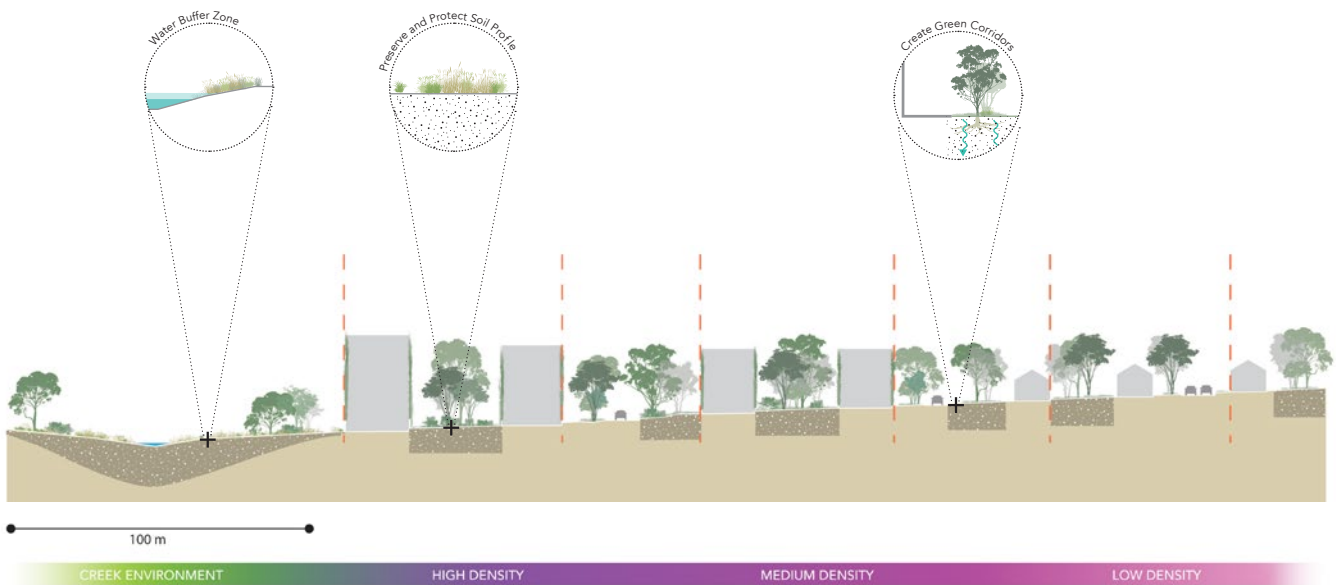 Water Buffer Zone
Preserve and Protect Soil Profile
Create Green Corridors
100 m
CREEK ENVIRONMENT
HIGH DENSITY
MEDIUM DENSITY
LOW DENSITY